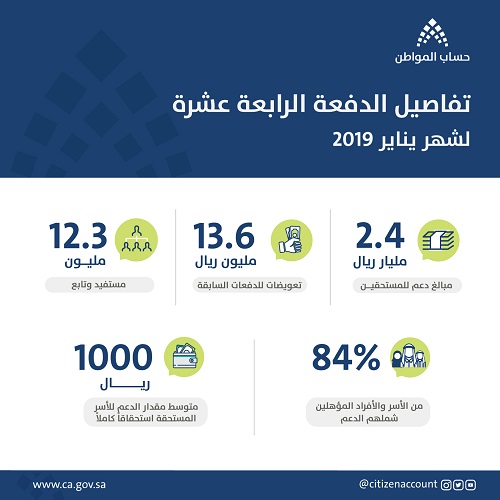 حساب المواطن
تفاصيل الدفعة الرابعة عشرة
لشهر يناير 2019
2.4
مليار ريال
مبالغ دعم للمستحقين
13.6
مليون ريال
تعويضات للدفعات السابقة
12.3
مليون
مستفيد وتابع
84%
من الأسر والأفراد المؤهلين
شملهم الدعم
1000
ريال
متوسط مقدار الدعم للأسر
المستحقة استحقاقاً كاملاً
www.ca.gov.sa
@citizenaccount